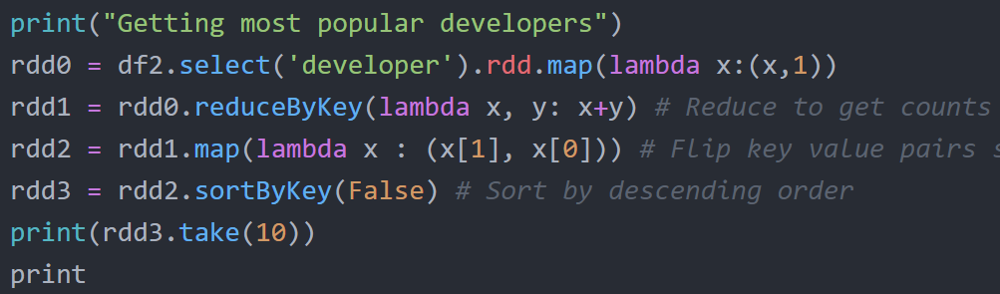 print("Getting most popular developers")
rdd0 = df2.select('developer').rdd.map(lambda x:(x,1))
rdd1 = rdd0.reduceByKey(lambda x, y: x+y) # Reduce to get counts
rdd2 = rdd1.map(lambda x : (x[1], x[0])) # Flip key value pairs
rdd3 = rdd2.sortByKey(False) # Sort by descending order
print(rdd3.take(10))
print